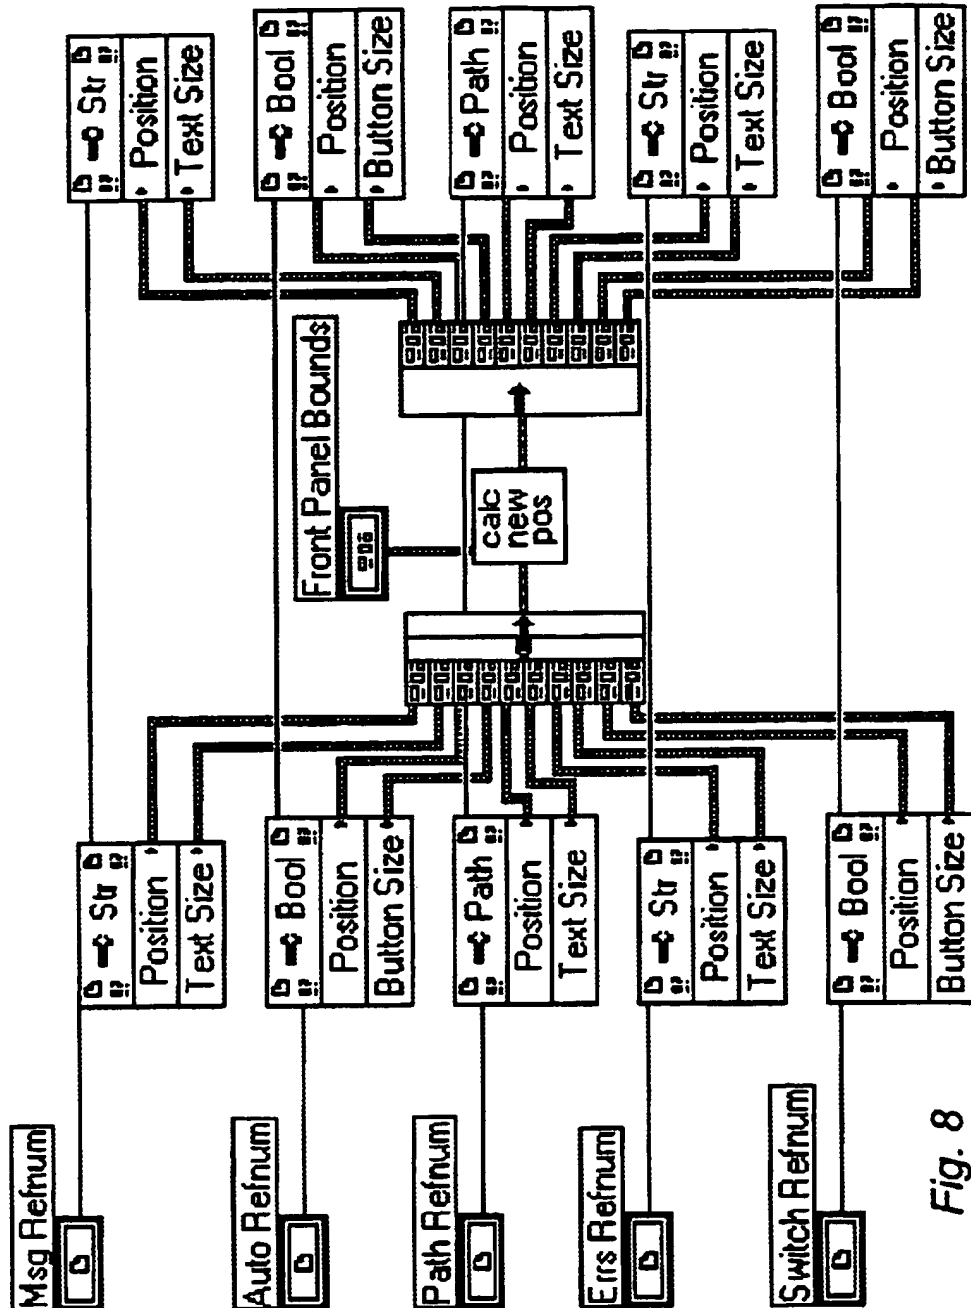 Msg Refnum
Str
Position
Text Size
Str
Position
Text Size
Auto Refnum
Bool
Position
Button Size
Front Panel Bounds
Bool
Position
Button Size
Path Refnum
Path
Position
Text Size
calc
new
pos
Path
Position
Text Size
Errs Refnum
Str
Position
Text Size
Str
Position
Text Size
Switch Refnum
Bool
Position
Button Size
Bool
Position
Button Size
Fig. 8